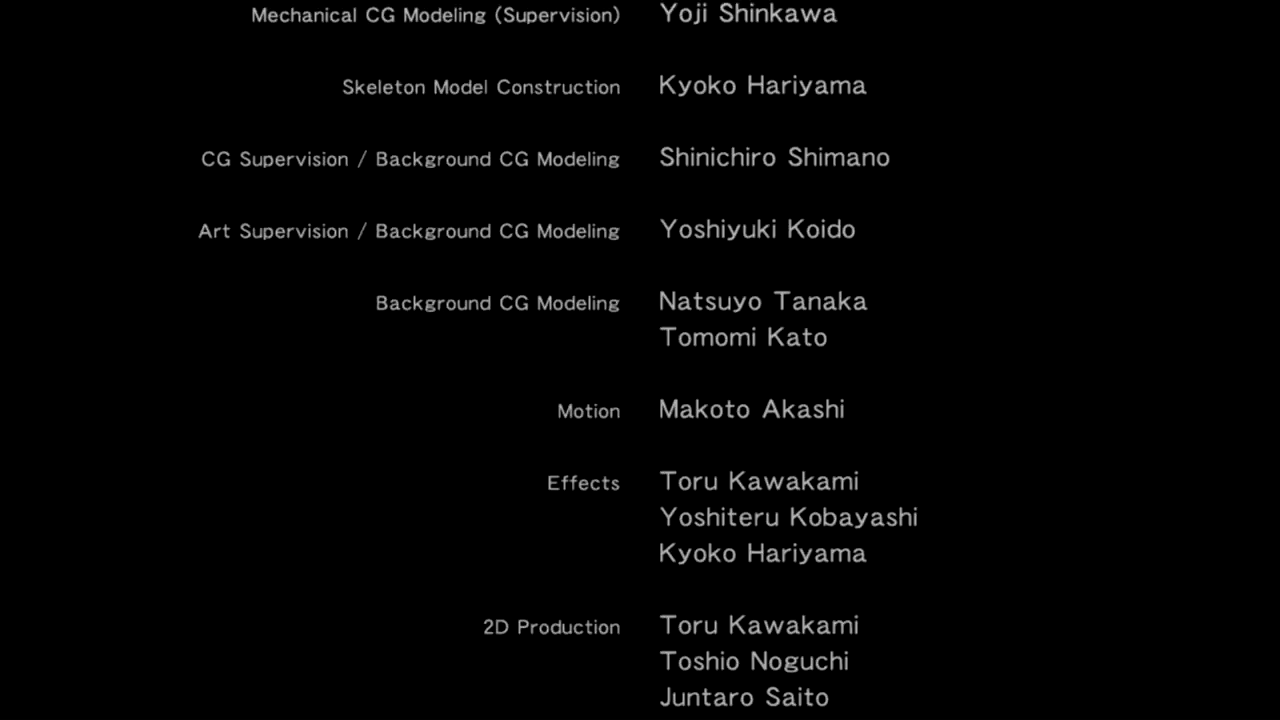 Mechanical CG Modeling (Supervision) Yoji Shinkawa
Skeleton Model Construction Kyoko Hariyama
CG Supervision / Background CG Modeling Shinichiro Shimano
Art Supervision / Background CG Modeling Yoshiyuki Koido
Background CG Modeling Natsuyo Tanaka
Tomomi Kato
Motion Makoto Akashi
Effects Toru Kawakami
Yoshiteru Kobayashi
Kyoko Hariyama
2D Production Toru Kawakami
Toshio Noguchi
Juntaro Saito